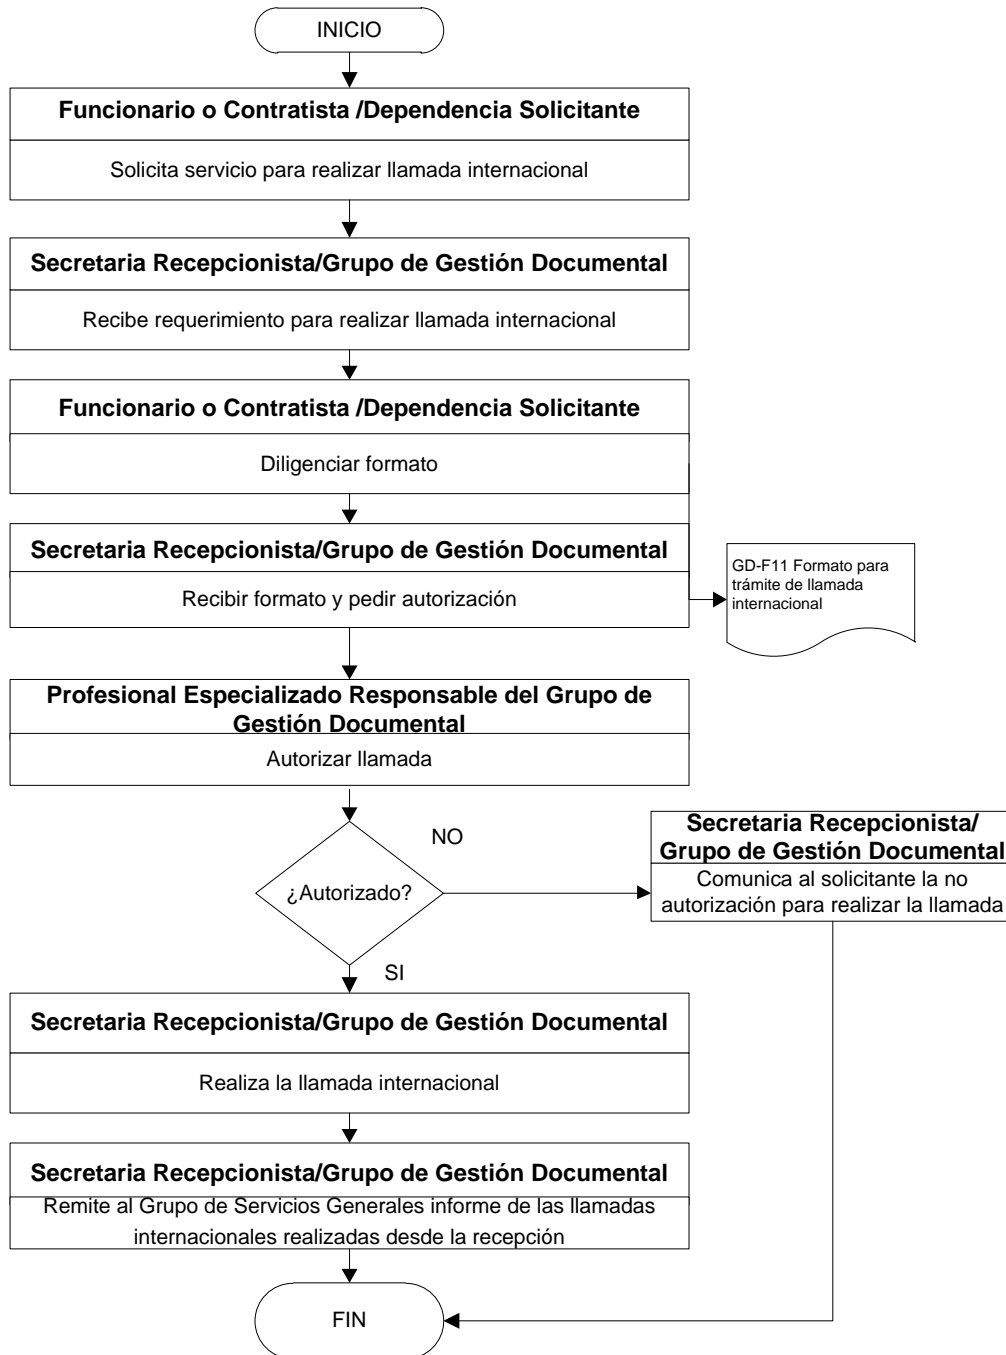 INICIO
Funcionario o Contratista /Dependencia Solicitante
Solicita servicio para realizar llamada internacional
Secretaria Recepcionista/Grupo de Gestión Documental
Recibe requerimiento para realizar llamada internacional
Funcionario o Contratista /Dependencia Solicitante
Diligenciar formato
Secretaria Recepcionista/Grupo de Gestión Documental
Recibir formato y pedir autorización
GD-F11 Formato para
trámite de llamada
internacional
Profesional Especializado Responsable del Grupo de
Gestión Documental
Autorizar llamada
¿Autorizado?
NO
Secretaria Recepcionista/
Grupo de Gestión Documental
Comunica al solicitante la no
autorización para realizar la llamada
SI
Secretaria Recepcionista/Grupo de Gestión Documental
Realiza la llamada internacional
Secretaria Recepcionista/Grupo de Gestión Documental
Remite al Grupo de Servicios Generales informe de las llamadas
internacionales realizadas desde la recepción
FIN